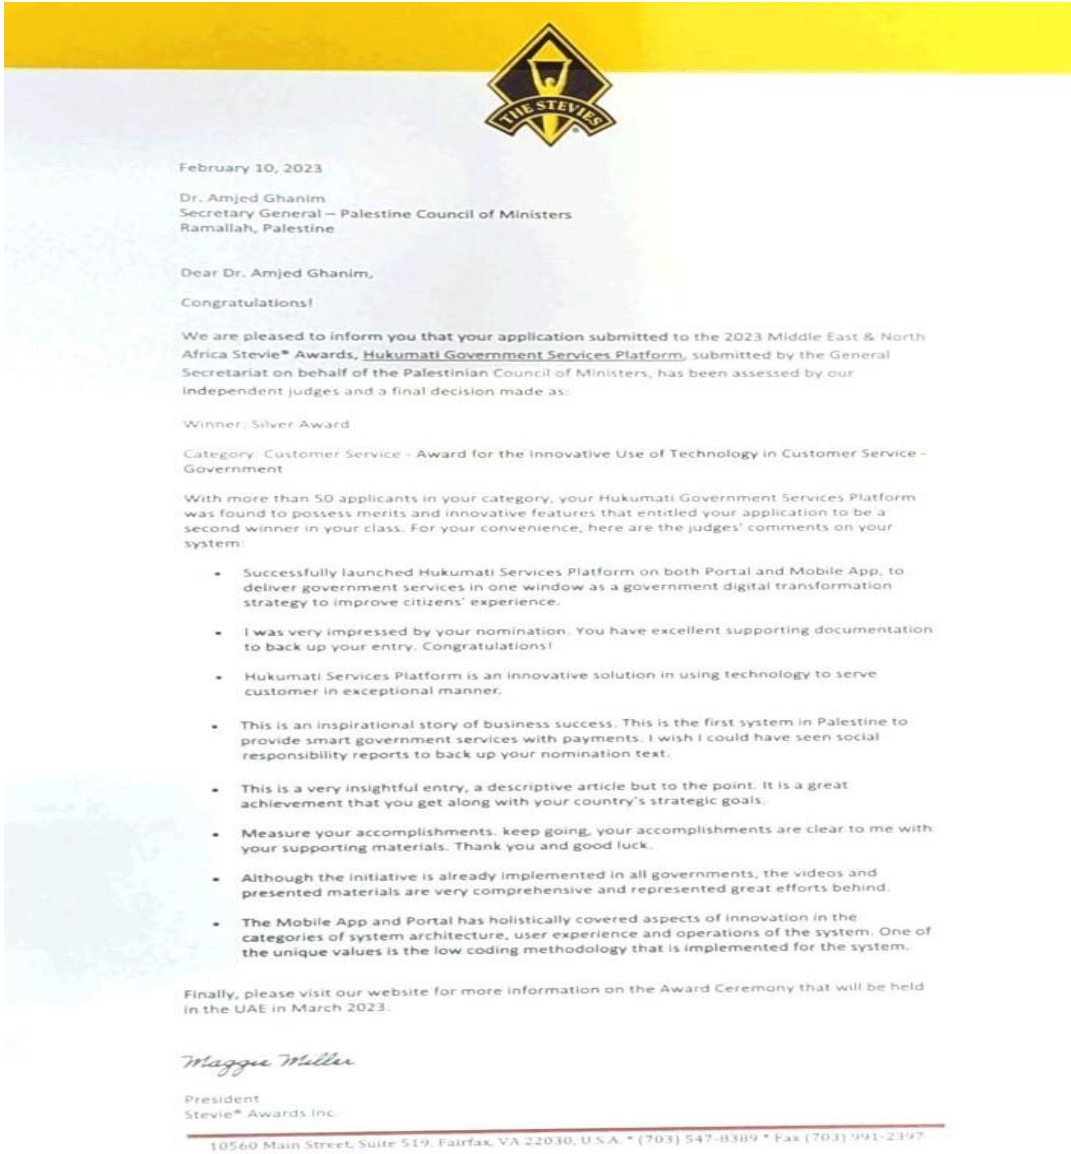 THE STEVIES®
February 10, 2023
Dr. Amjed Ghanim
Secretary General – Palestine Council of Ministers
Ramallah, Palestine
Dear Dr. Amjed Ghanim,
Congratulations!
We are pleased to inform you that your application submitted to the 2023 Middle East & North
Africa Stevie® Awards, Hukumati Government Services Platform, submitted by the General
Secretariat on behalf of the Palestinian Council of Ministers, has been assessed by our
independent judges and a final decision made as:
Winner: Silver Award
Category: Customer Service - Award for the Innovative Use of Technology in Customer Service -
Government
With more than 50 applicants in your category, your Hukumati Government Services Platform
was found to possess merits and innovative features that entitled your application to be a
second winner in your class. For your convenience, here are the judges' comments on your
system:
• Successfully launched Hukumati Services Platform on both Portal and Mobile App, to
deliver government services in one window as a government digital transformation
strategy to improve citizens' experience.
• I was very impressed by your nomination. You have excellent supporting documentation
to back up your entry. Congratulations!
• Hukumati Services Platform is an innovative solution in using technology to serve
customer in exceptional manner.
• This is an inspirational story of business success. This is the first system in Palestine to
provide smart government services with payments. I wish I could have seen social
responsibility reports to back up your nomination text.
• This is a very insightful entry, a descriptive article but to the point. It is a great
achievement that you get along with your country's strategic goals.
• Measure your accomplishments. keep going, your accomplishments are clear to me with
your supporting materials. Thank you and good luck.
• Although the initiative is already implemented in all governments, the videos and
presented materials are very comprehensive and represented great efforts behind.
• The Mobile App and Portal has holistically covered aspects of innovation in the
categories of system architecture, user experience and operations of the system. One of
the unique values is the low coding methodology that is implemented for the system.
Finally, please visit our website for more information on the Award Ceremony that will be held
in the UAE in March 2023.
Maggie Miller
President
Stevie® Awards Inc.
10560 Main Street, Suite 519, Fairfax, VA 22030, U.S.A. * (703) 547-8389 * Fax (703) 991-2397